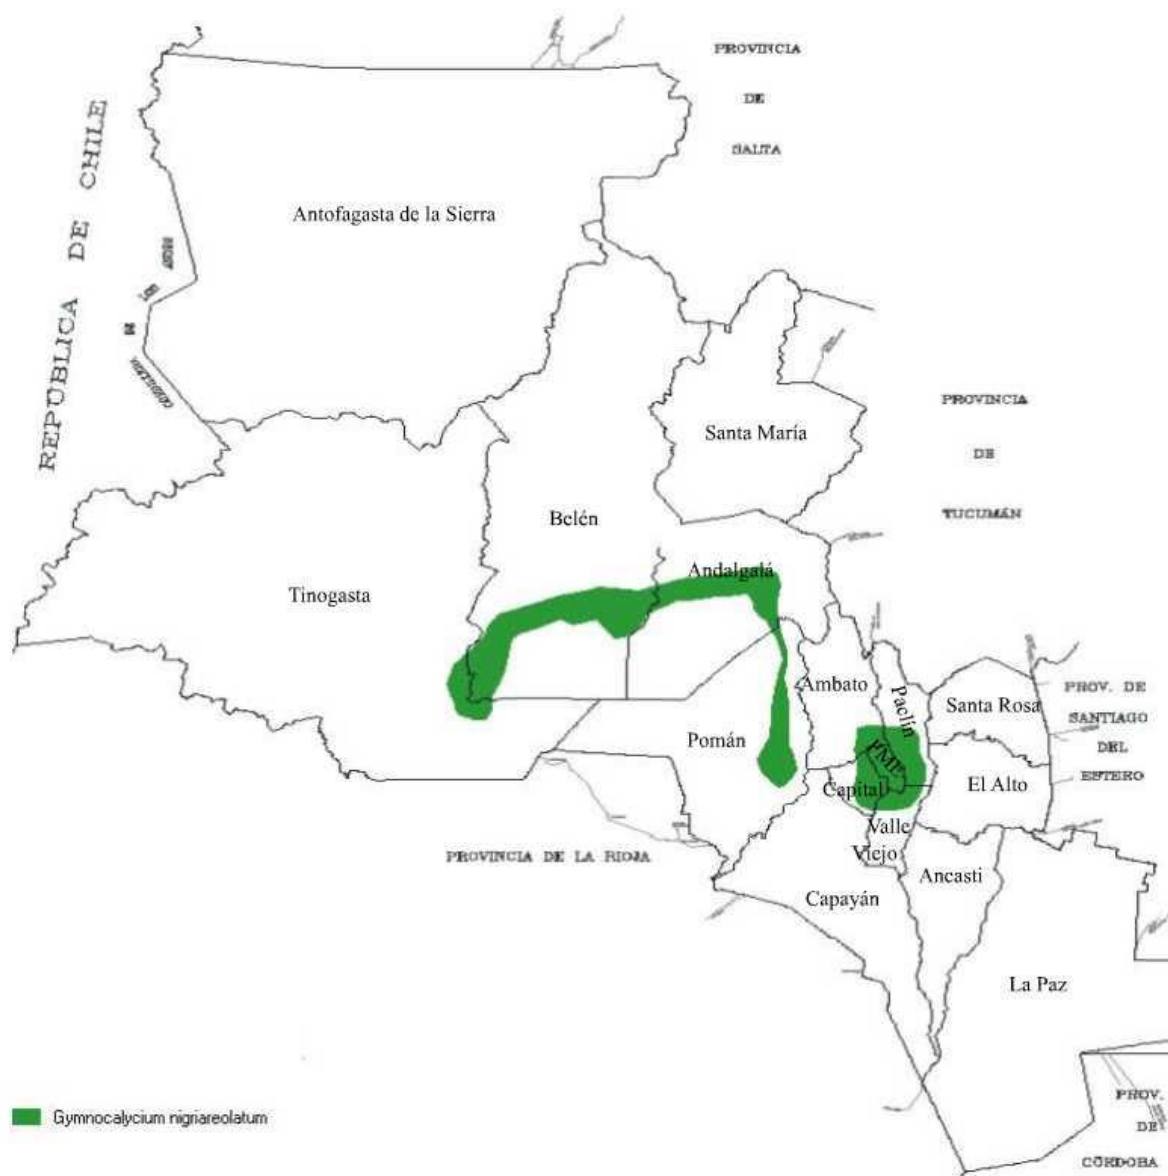 PROVINCIA
DE
SALTA
REPÚBLICA DE CHILE
Antofagasta de la Sierra
PROVINCIA
DE
TUCUMÁN
Santa María
Belén
Andalgalá
Tinogasta
Ambato
Paclín
Santa Rosa
PROV. DE
SANTIAGO
DEL
ESTERO
Pomán
FME
El Alto
Capital
Valle
Viejo
PROVINCIA DE LA RIOJA
Ancasti
Capayán
La Paz
Gymnocalycium nigriareolatum
PROV.
DE
CÓRDOBA